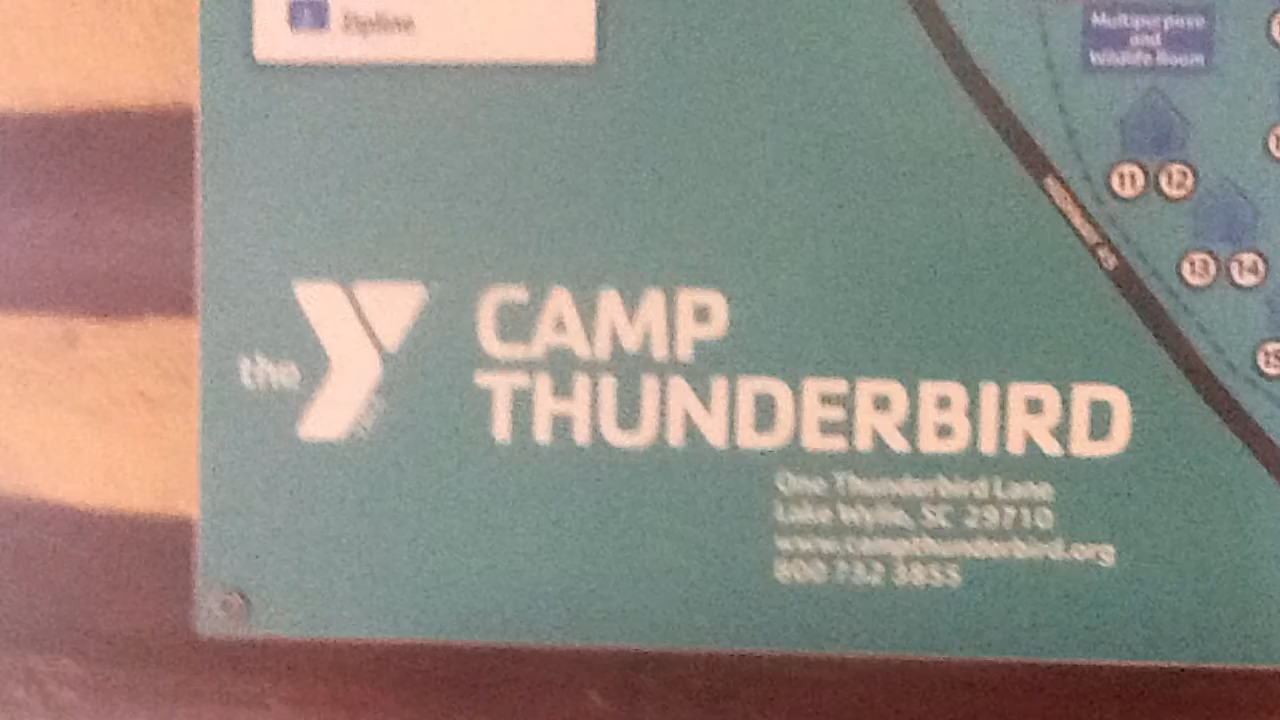 Zipline
Multipurpose
and
Wildlife Room
11 12
13 14
15
the Y
CAMP
THUNDERBIRD
One Thunderbird Lane
Lake Wylie, SC 29710
www.campthunderbird.org